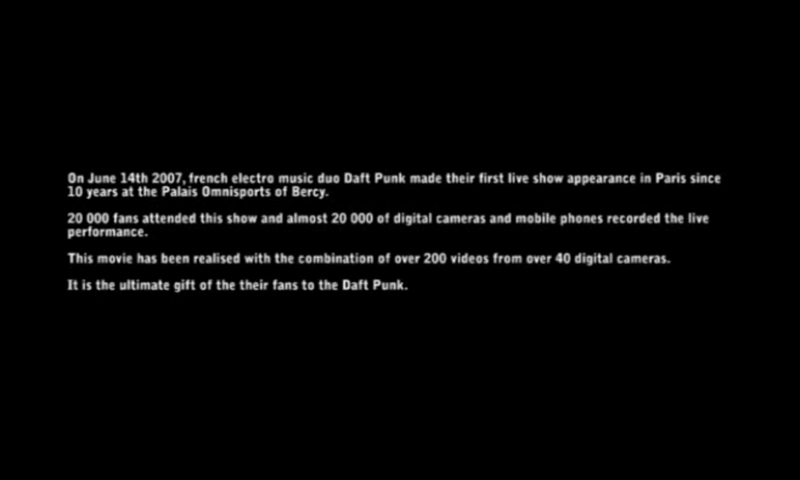 On June 14th 2007, french electro music duo Daft Punk made their first live show appearance in Paris since
10 years at the Palais Omnisports of Bercy.
20 000 fans attended this show and almost 20 000 of digital cameras and mobile phones recorded the live
performance.
This movie has been realised with the combination of over 200 videos from over 40 digital cameras.
It is the ultimate gift of the their fans to the Daft Punk.